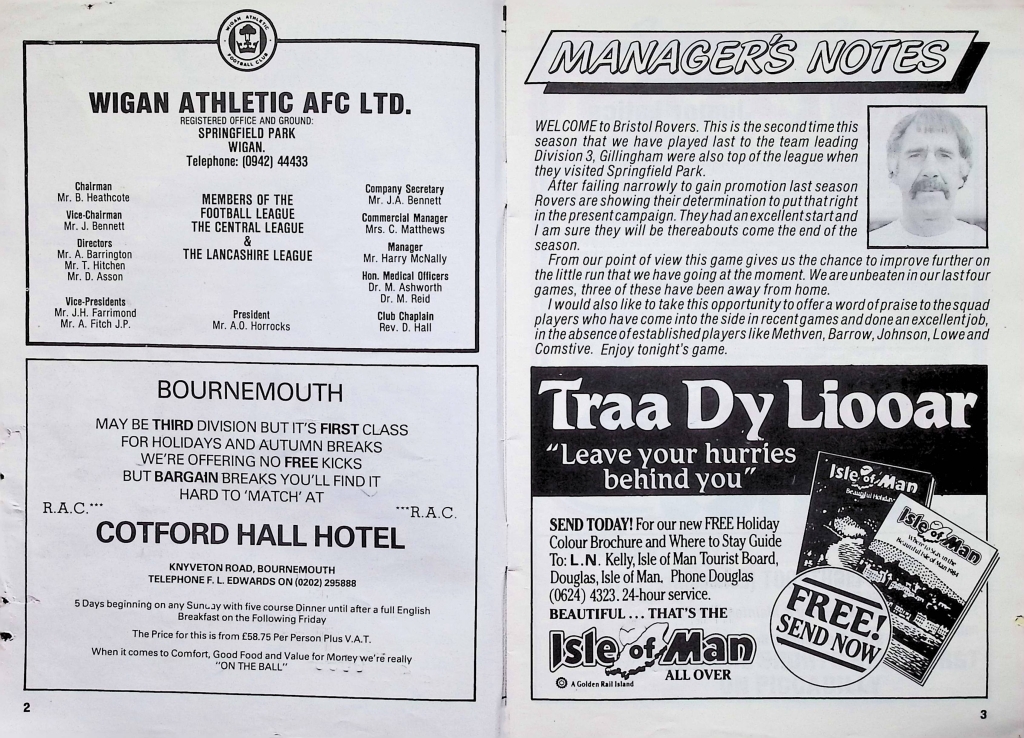 WIGAN ATHLETIC
FOOTBALL CLUB
WIGAN ATHLETIC AFC LTD.
REGISTERED OFFICE AND GROUND:
SPRINGFIELD PARK
WIGAN.
Telephone: (0942) 44433
Chairman
Mr. B. Heathcote
Vice-Chairman
Mr. J. Bennett
Directors
Mr. A. Barrington
Mr. T. Hitchen
Mr. D. Asson
Vice-Presidents
Mr. J.H. Farrimond
Mr. A. Fitch J.P.
MEMBERS OF THE
FOOTBALL LEAGUE
THE CENTRAL LEAGUE
&
THE LANCASHIRE LEAGUE
President
Mr. A.O. Horrocks
Company Secretary
Mr. J.A. Bennett
Commercial Manager
Mrs. C. Matthews
Manager
Mr. Harry McNally
Hon. Medical Officers
Dr. M. Ashworth
Dr. M. Reid
Club Chaplain
Rev. D. Hall
BOURNEMOUTH
MAY BE THIRD DIVISION BUT IT'S FIRST CLASS
FOR HOLIDAYS AND AUTUMN BREAKS
WE'RE OFFERING NO FREE KICKS
BUT BARGAIN BREAKS YOU'LL FIND IT
HARD TO 'MATCH' AT
R.A.C.*** ***R.A.C.
COTFORD HALL HOTEL
KNYVETON ROAD, BOURNEMOUTH
TELEPHONE F. L. EDWARDS ON (0202) 295888
5 Days beginning on any Sunday with five course Dinner until after a full English
Breakfast on the Following Friday
The Price for this is from £58.75 Per Person Plus V.A.T.
When it comes to Comfort, Good Food and Value for Money we're really
"ON THE BALL"
2
MANAGER'S NOTES
WELCOME to Bristol Rovers. This is the second time this
season that we have played last to the team leading
Division 3, Gillingham were also top of the league when
they visited Springfield Park.
After failing narrowly to gain promotion last season
Rovers are showing their determination to put that right
in the present campaign. They had an excellent start and
I am sure they will be thereabouts come the end of the
season.
From our point of view this game gives us the chance to improve further on
the little run that we have going at the moment. We are unbeaten in our last four
games, three of these have been away from home.
I would also like to take this opportunity to offer a word of praise to the squad
players who have come into the side in recent games and done an excellent job,
in the absence of established players like Methven, Barrow, Johnson, Lowe and
Comstive. Enjoy tonight's game.
Traa Dy Liooar
"Leave your hurries
behind you"
SEND TODAY! For our new FREE Holiday
Colour Brochure and Where to Stay Guide
To: L.N. Kelly, Isle of Man Tourist Board,
Douglas, Isle of Man. Phone Douglas
(0624) 4323. 24-hour service.
BEAUTIFUL... THAT'S THE
Isle of Man
ALL OVER
A Golden Rail Island
Isle of Man
Beautiful Holiday
Isle of Man
Where to Stay in the
Beautiful Isle of Man 1984
FREE!
SEND NOW
3